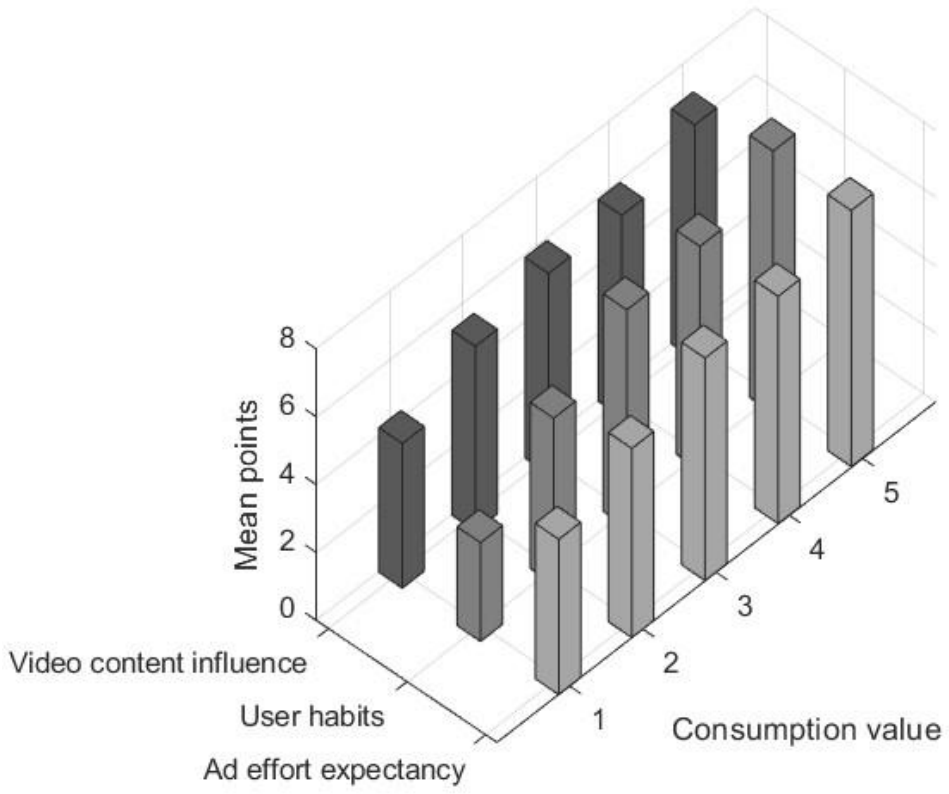 8
6
4
2
0
Mean points
Video content influence
User habits
Ad effort expectancy
1
2
3
4
5
Consumption value